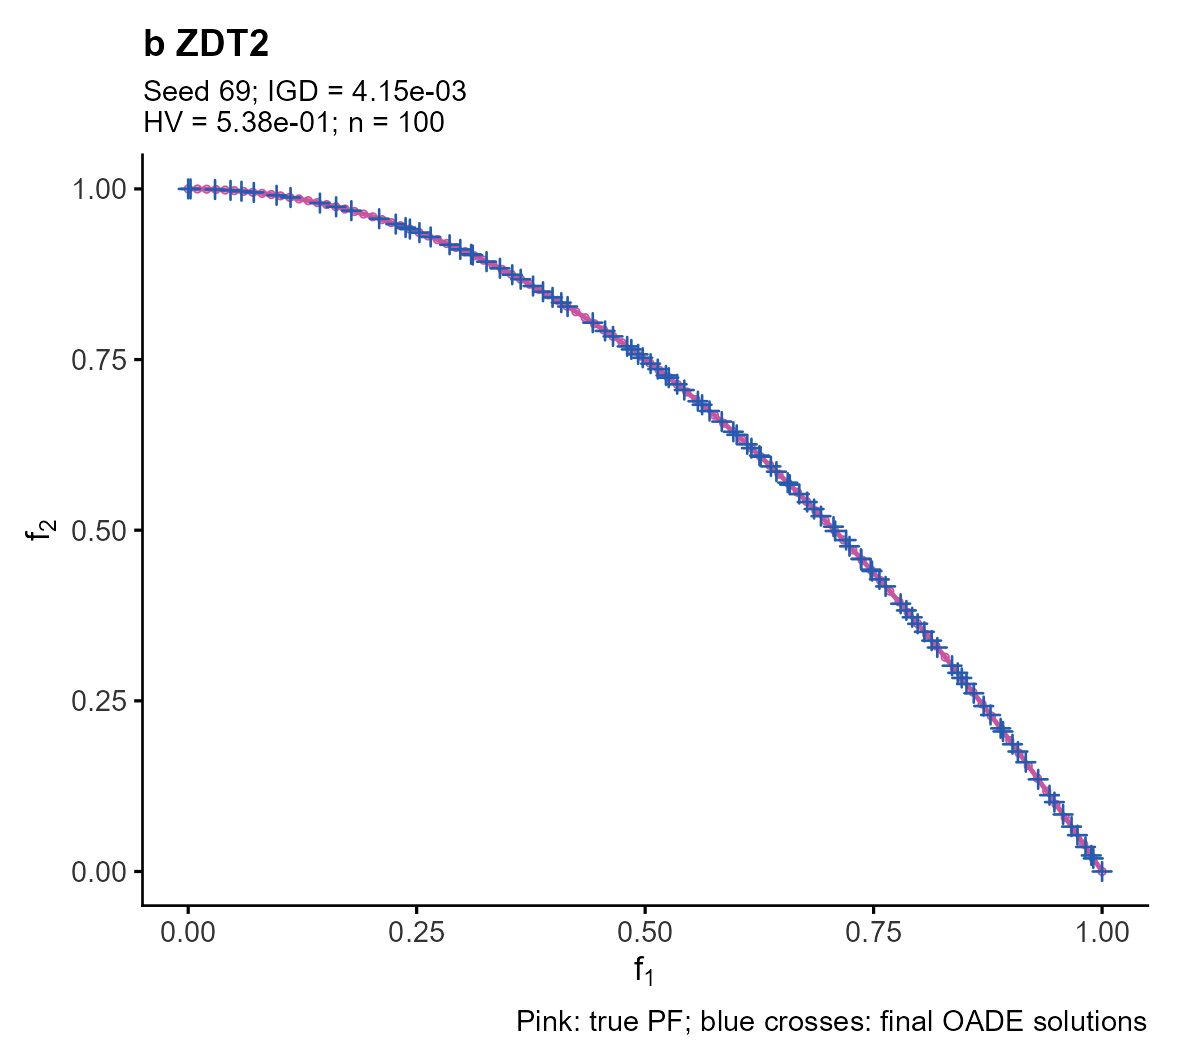 b ZDT2
Seed 69; IGD = 4.15e-03
HV = 5.38e-01; n = 100
1.00
0.75
0.50
0.25
0.00
f₂
0.00 0.25 0.50 0.75 1.00
f₁
Pink: true PF; blue crosses: final OADE solutions